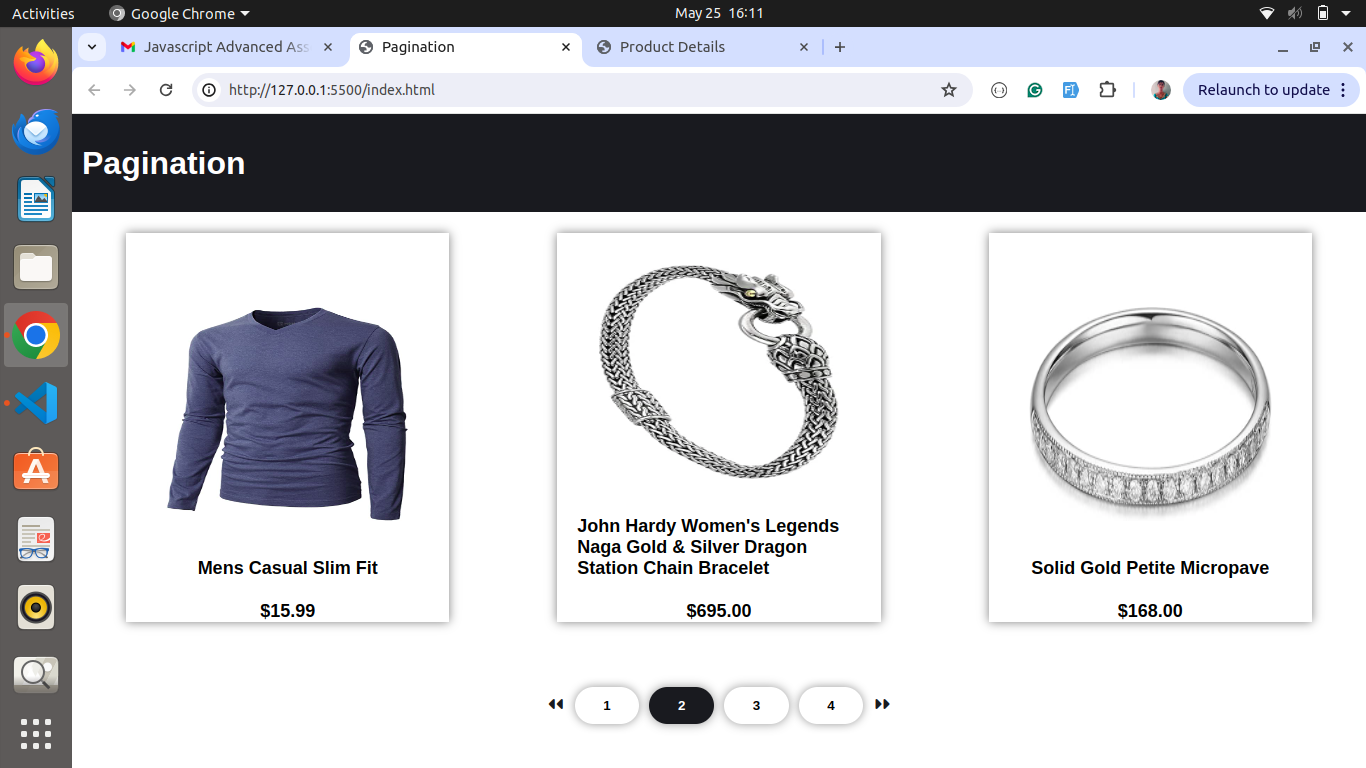 Activities
Google Chrome
May 25 16:11
Javascript Advanced Ass
Pagination
Product Details
http://127.0.0.1:5500/index.html
Relaunch to update
Pagination
Mens Casual Slim Fit
$15.99
John Hardy Women's Legends
Naga Gold & Silver Dragon
Station Chain Bracelet
$695.00
Solid Gold Petite Micropave
$168.00
1
2
3
4